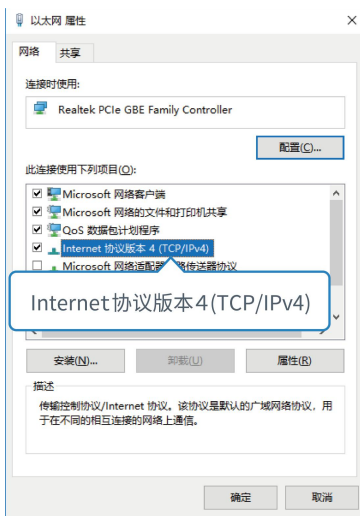 以太网 属性
网络
共享
连接时使用:
Realtek PCIe GBE Family Controller
配置(C)...
此连接使用下列项目(O):
Microsoft 网络客户端
Microsoft 网络的文件和打印机共享
QoS 数据包计划程序
Internet 协议版本 4 (TCP/IPv4)
Microsoft 网络适配器多路传送器协议
Internet协议版本4(TCP/IPv4)
安装(N)...
卸载(U)
属性(R)
描述
传输控制协议/Internet 协议。该协议是默认的广域网络协议，用
于在不同的相互连接的网络上通信。
确定
取消